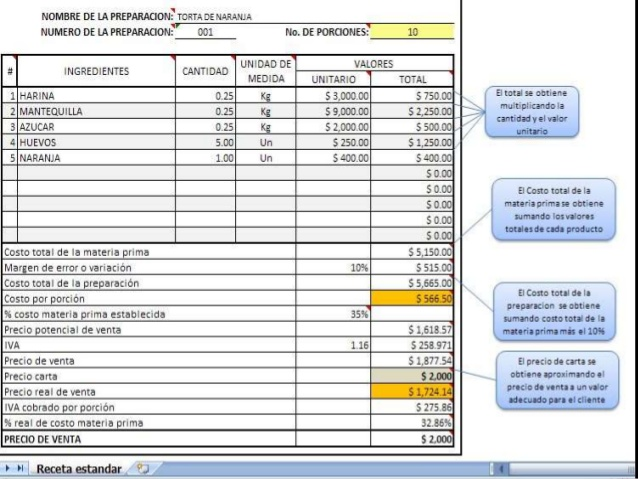 NOMBRE DE LA PREPARACION: TORTA DE NARANJA
NUMERO DE LA PREPARACION: 001 No. DE PORCIONES: 10
# INGREDIENTES CANTIDAD UNIDAD DE MEDIDA VALORES
UNITARIO TOTAL
1 HARINA 0.25 Kg $ 3,000.00 $ 750.00
2 MANTEQUILLA 0.25 Kg $ 9,000.00 $ 2,250.00
3 AZUCAR 0.25 Kg $ 2,000.00 $ 500.00
4 HUEVOS 5.00 Un $ 250.00 $ 1,250.00
5 NARANJA 1.00 Un $ 400.00 $ 400.00
$ 0.00
$ 0.00
$ 0.00
$ 0.00
$ 0.00
Costo total de la materia prima $ 5,150.00
Margen de error o variación 10% $ 515.00
Costo total de la preparación $ 5,665.00
Costo por porción $ 566.50
% costo materia prima establecida 35%
Precio potencial de venta $ 1,618.57
IVA 1.16 $ 258.971
Precio de venta $ 1,877.54
Precio carta $ 2,000
Precio real de venta $ 1,724.14
IVA cobrado por porción $ 275.86
% real de costo materia prima 32.86%
PRECIO DE VENTA $ 2,000
El total se obtiene
multiplicando la
cantidad y el valor
unitario
El Costo total de la
materia prima se obtiene
sumando los valores
totales de cada producto
El Costo total de la
preparacion se obtiene
sumando costo total de la
materia prima más el 10%
El precio de carta se
obtiene aproximando el
precio de venta a un valor
adecuado para el cliente
Receta estandar